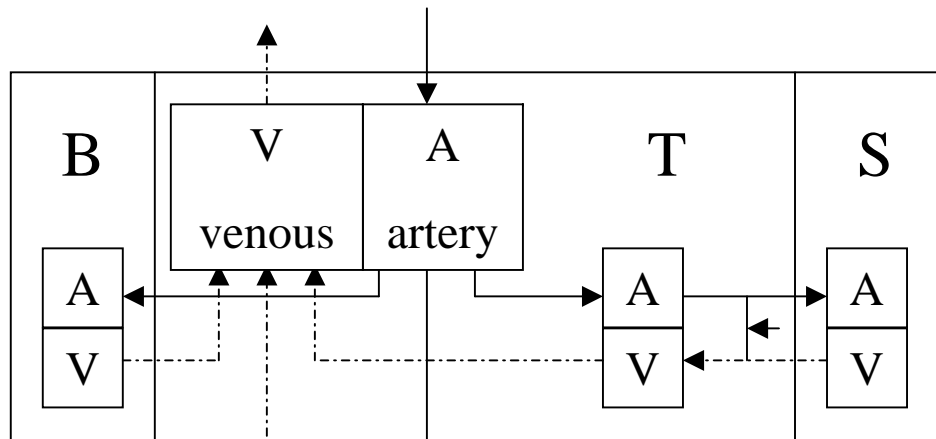 V A
B T S
venous artery
A A A
V V V